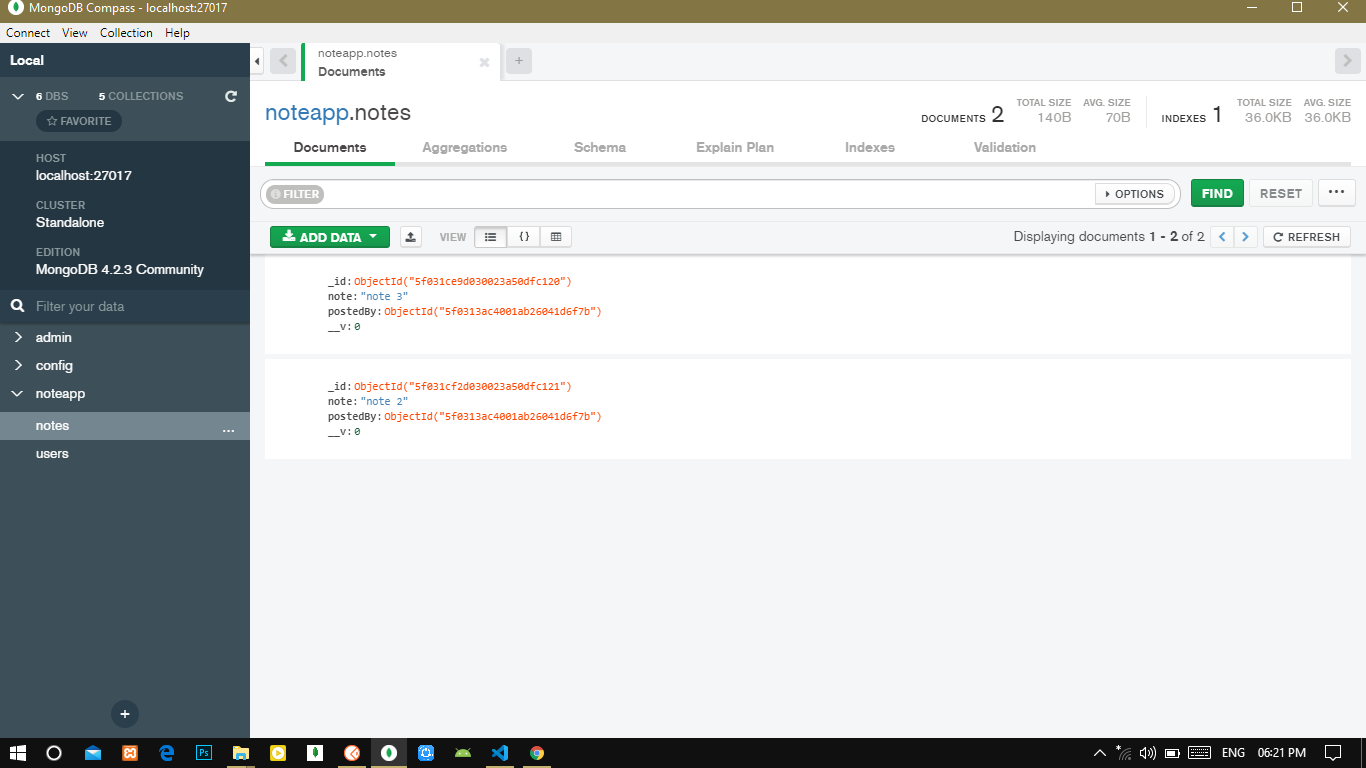 MongoDB Compass - localhost:27017
Connect View Collection Help
Local
6 DBS 5 COLLECTIONS
FAVORITE
HOST
localhost:27017
CLUSTER
Standalone
EDITION
MongoDB 4.2.3 Community
Filter your data
admin
config
noteapp
notes ...
users
+
noteapp.notes
Documents
+
noteapp.notes
DOCUMENTS 2 TOTAL SIZE 140B AVG. SIZE 70B INDEXES 1 TOTAL SIZE 36.0KB AVG. SIZE 36.0KB
Documents Aggregations Schema Explain Plan Indexes Validation
FILTER OPTIONS FIND RESET ...
ADD DATA VIEW {} Displaying documents 1 - 2 of 2 < > REFRESH
_id: ObjectId("5f031ce9d030023a50dfc120")
note: "note 3"
postedBy: ObjectId("5f0313ac4001ab26041d6f7b")
__v: 0
_id: ObjectId("5f031cf2d030023a50dfc121")
note: "note 2"
postedBy: ObjectId("5f0313ac4001ab26041d6f7b")
__v: 0
Ps ENG 06:21 PM